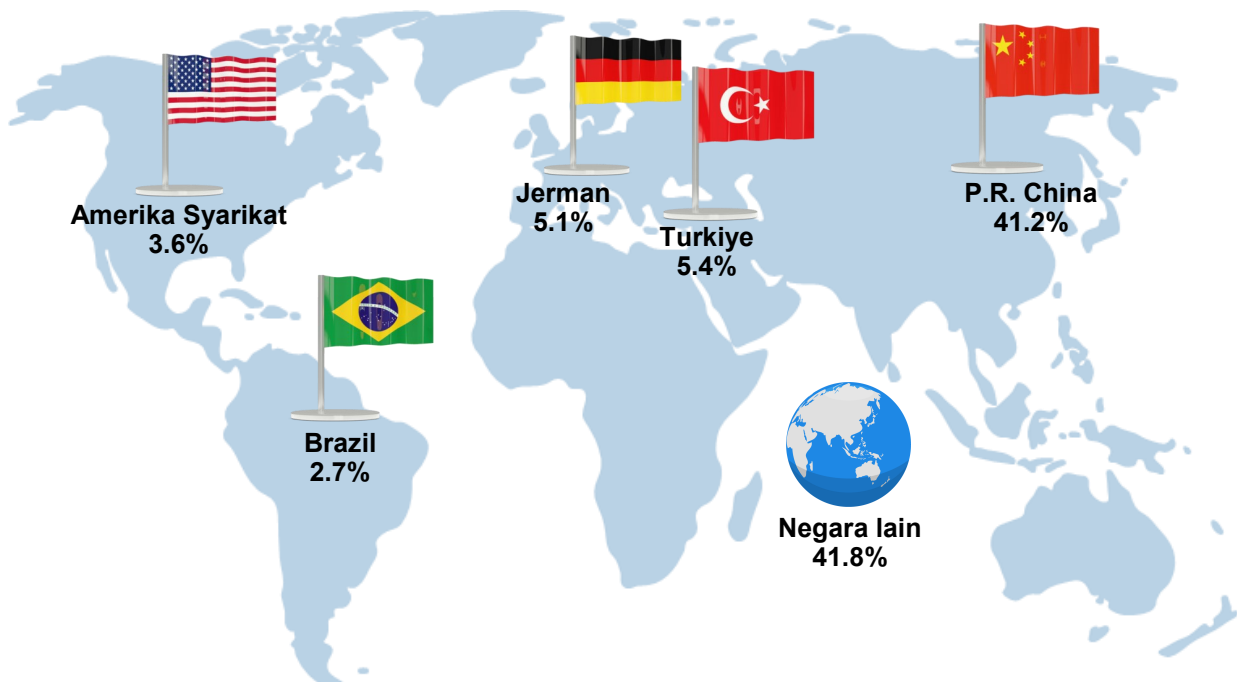 Amerika Syarikat
3.6%
Jerman
5.1%
Turkiye
5.4%
P.R. China
41.2%
Brazil
2.7%
Negara lain
41.8%